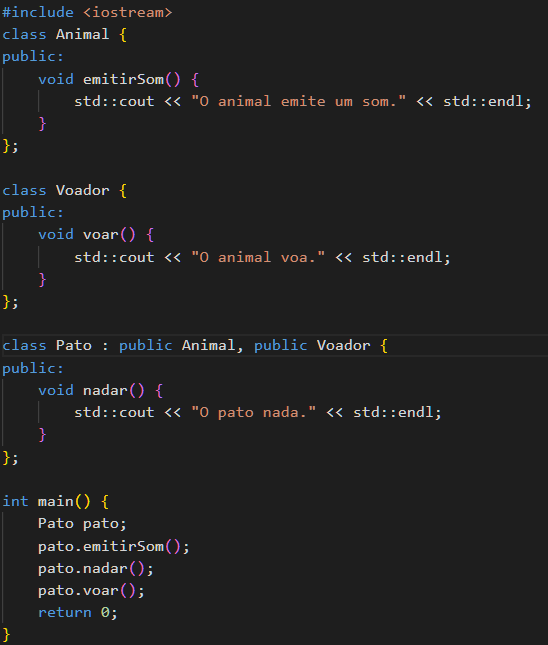 #include <iostream>
class Animal {
public:
    void emitirSom() {
        std::cout << "O animal emite um som." << std::endl;
    }
};

class Voador {
public:
    void voar() {
        std::cout << "O animal voa." << std::endl;
    }
};

class Pato : public Animal, public Voador {
public:
    void nadar() {
        std::cout << "O pato nada." << std::endl;
    }
};

int main() {
    Pato pato;
    pato.emitirSom();
    pato.nadar();
    pato.voar();
    return 0;
}